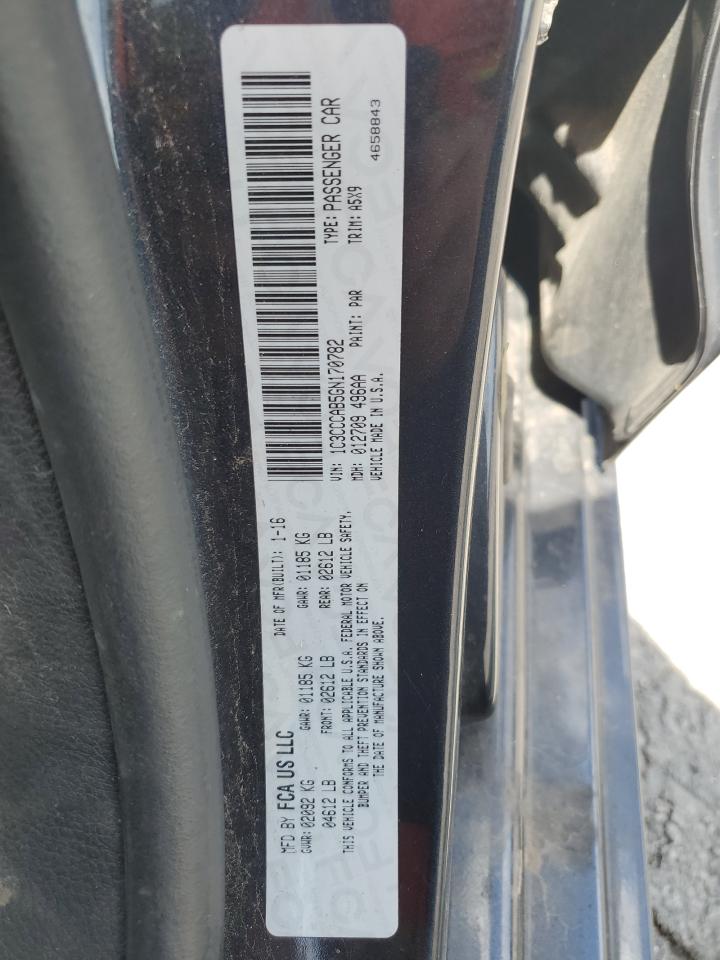 MFD BY FCA US LLC
DATE OF MFR(BUILT): 1-16
GVWR: 02092 KG
GAWR: 01185 KG
GAWR: 01185 KG
04612 LB
FRONT: 02612 LB
REAR: 02612 LB
THIS VEHICLE CONFORMS TO ALL APPLICABLE U.S.A. FEDERAL MOTOR VEHICLE SAFETY,
BUMPER AND THEFT PREVENTION STANDARDS IN EFFECT ON
THE DATE OF MANUFACTURE SHOWN ABOVE.
VIN: 1C3CCCAB5GN170782
TYPE: PASSENGER CAR
MDH: 012709 496AA
PAINT: PAR
TRIM: A5X9
VEHICLE MADE IN U.S.A.
4658843